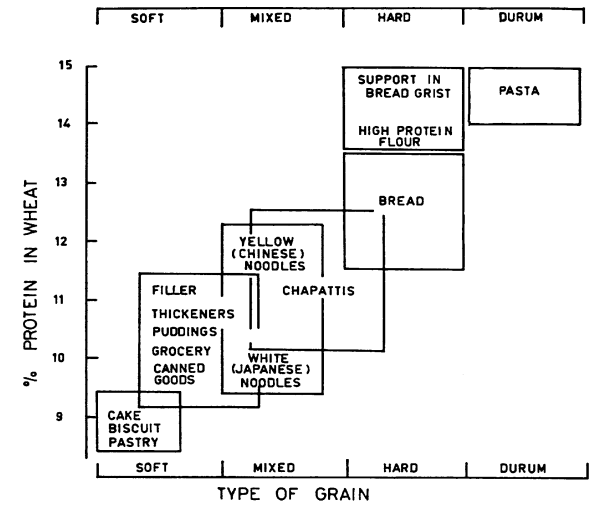 SOFT MIXED HARD DURUM
15
14
13
12
11
10
9
% PROTEIN IN WHEAT
SUPPORT IN
BREAD GRIST
HIGH PROTEIN
FLOUR
PASTA
BREAD
YELLOW
(CHINESE)
NOODLES
CHAPATTIS
FILLER
THICKENERS
PUDDINGS
GROCERY
CANNED
GOODS
WHITE
(JAPANESE)
NOODLES
CAKE
BISCUIT
PASTRY
SOFT MIXED HARD DURUM
TYPE OF GRAIN